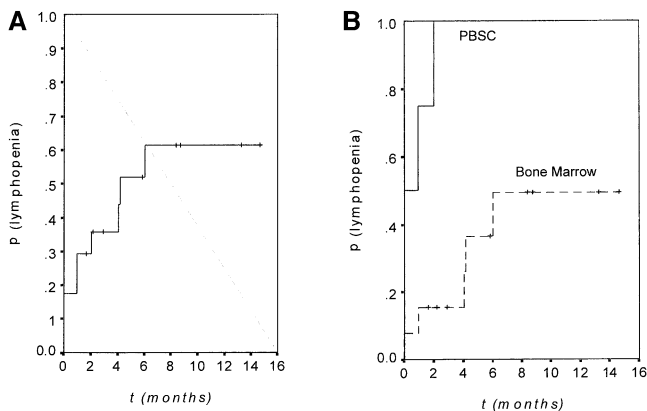 A
1.0
.9
.8
.7
.6
.5
.4
.3
.2
1
0.0
0 2 4 6 8 10 12 14 16
p (lymphopenia)
t (months)
B
1.0
.8
.6
.4
.2
0.0
0 2 4 6 8 10 12 14 16
p (lymphopenia)
t (months)
PBSC
Bone Marrow